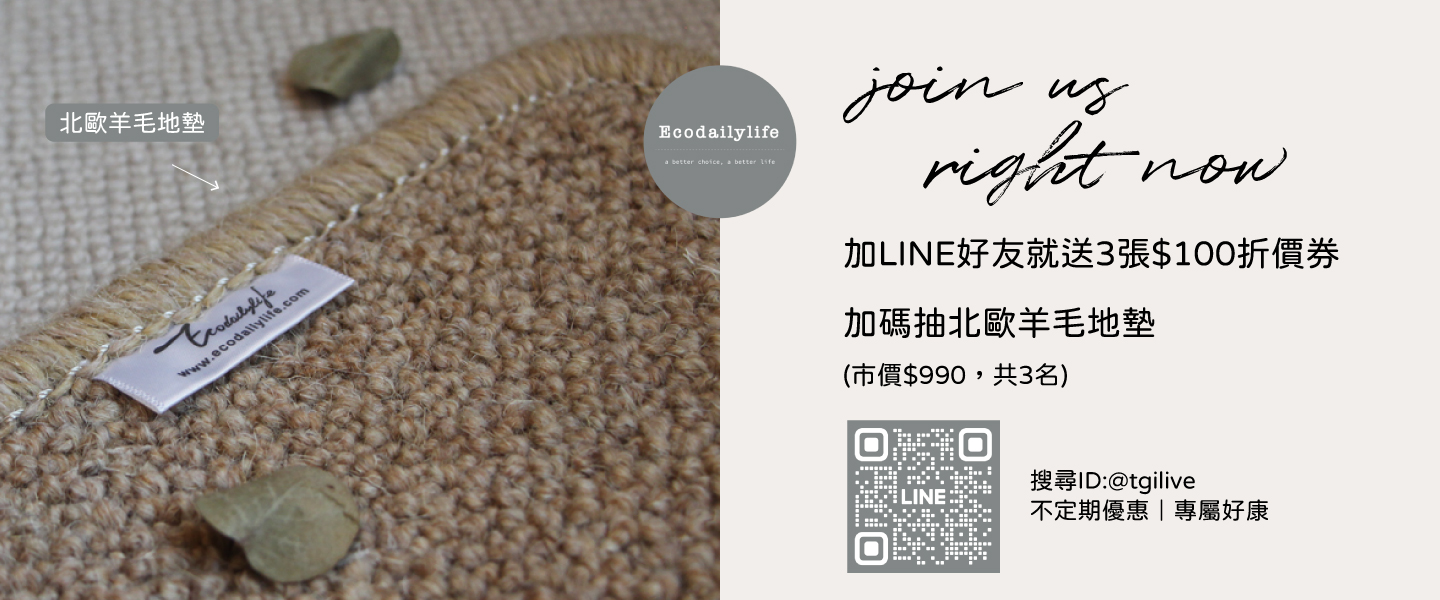 北歐羊毛地墊
Ecodailylife
www.ecodailylife.com
Ecodailylife
a better choice, a better life
join us
right now
加LINE好友就送3張$100折價券
加碼抽北歐羊毛地墊
(市價$990，共3名)
LINE
搜尋ID:@tgilive
不定期優惠｜專屬好康